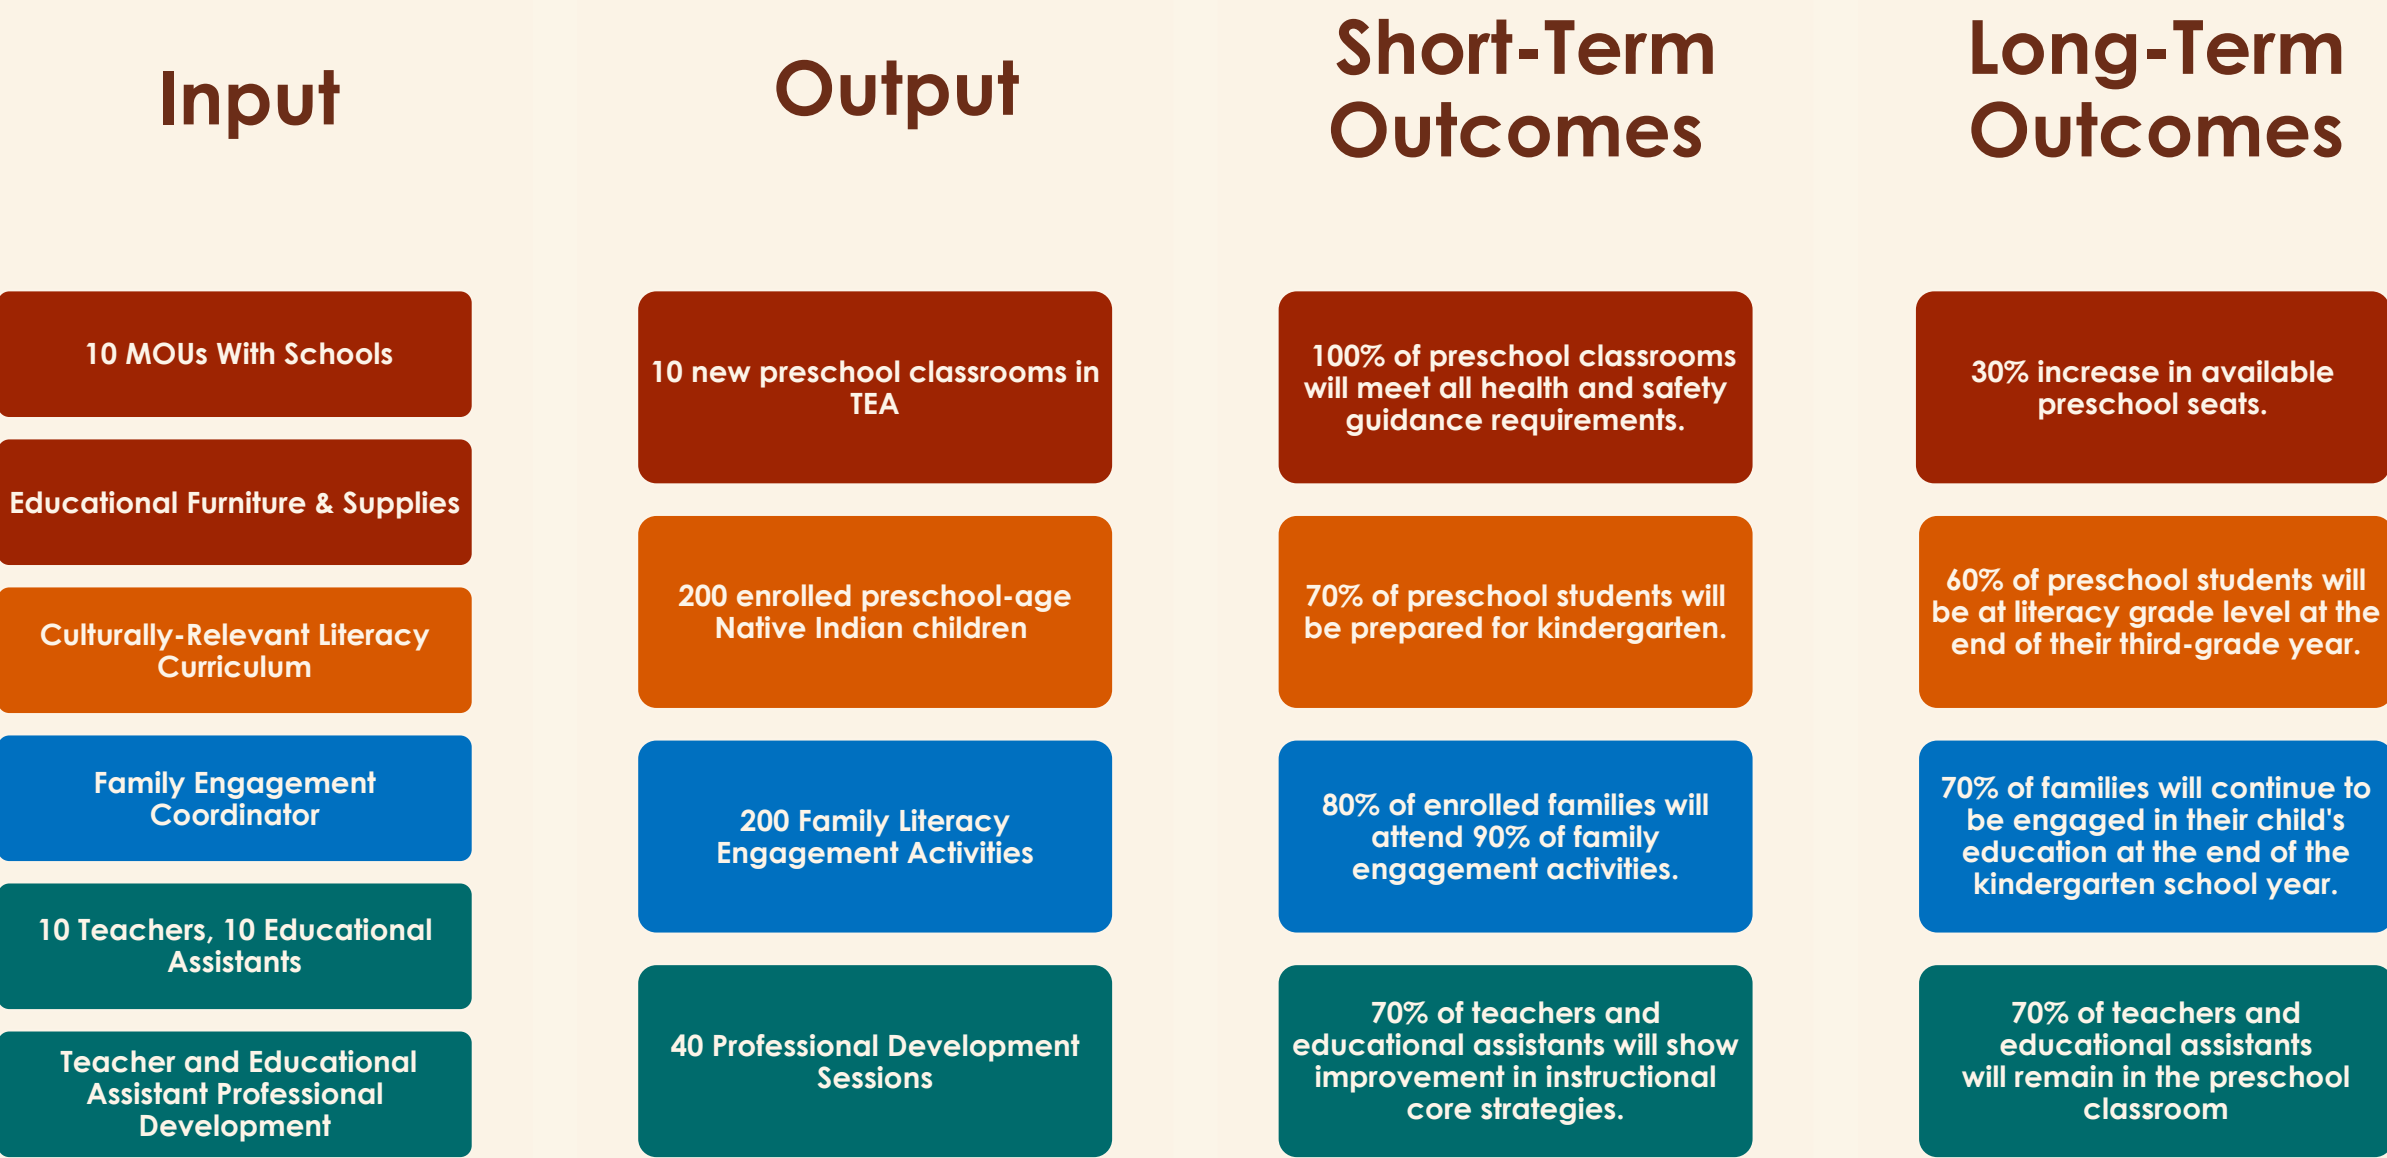 Input
10 MOUs With Schools
Educational Furniture & Supplies
Culturally-Relevant Literacy
Curriculum
Family Engagement
Coordinator
10 Teachers, 10 Educational
Assistants
Teacher and Educational
Assistant Professional
Development
Output
10 new preschool classrooms in
TEA
200 enrolled preschool-age
Native Indian children
200 Family Literacy
Engagement Activities
40 Professional Development
Sessions
Short-Term
Outcomes
100% of preschool classrooms
will meet all health and safety
guidance requirements.
70% of preschool students will
be prepared for kindergarten.
80% of enrolled families will
attend 90% of family
engagement activities.
70% of teachers and
educational assistants will show
improvement in instructional
core strategies.
Long-Term
Outcomes
30% increase in available
preschool seats.
60% of preschool students will
be at literacy grade level at the
end of their third-grade year.
70% of families will continue to
be engaged in their child's
education at the end of the
kindergarten school year.
70% of teachers and
educational assistants
will remain in the preschool
classroom